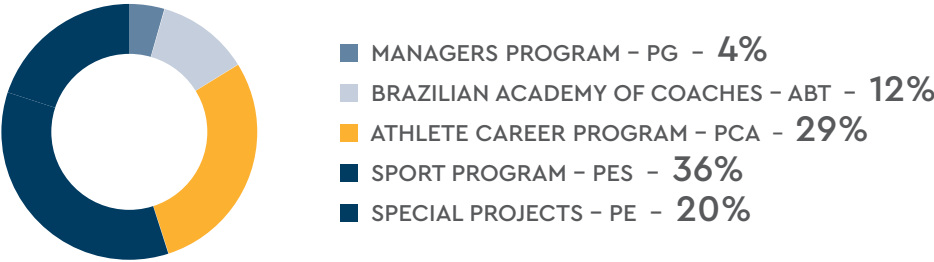 MANAGERS PROGRAM – PG – 4%
BRAZILIAN ACADEMY OF COACHES – ABT – 12%
ATHLETE CAREER PROGRAM – PCA – 29%
SPORT PROGRAM – PES – 36%
SPECIAL PROJECTS – PE – 20%